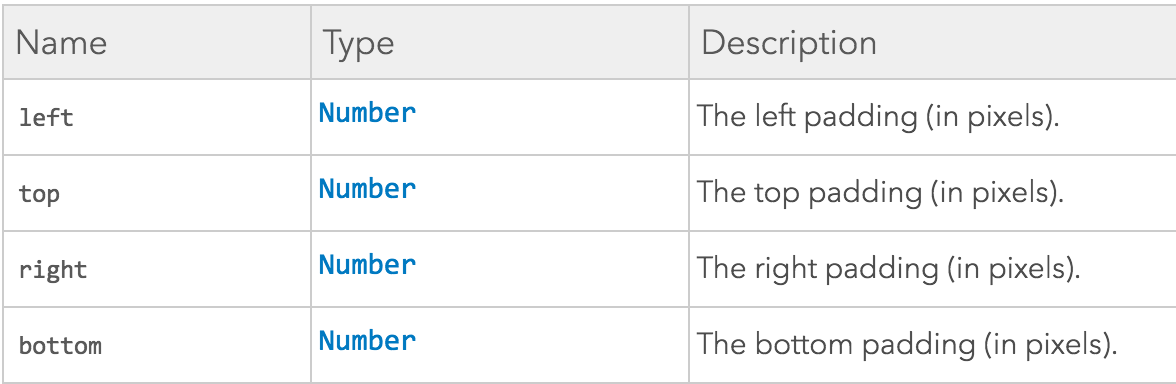 Name Type Description
left Number The left padding (in pixels).
top Number The top padding (in pixels).
right Number The right padding (in pixels).
bottom Number The bottom padding (in pixels).